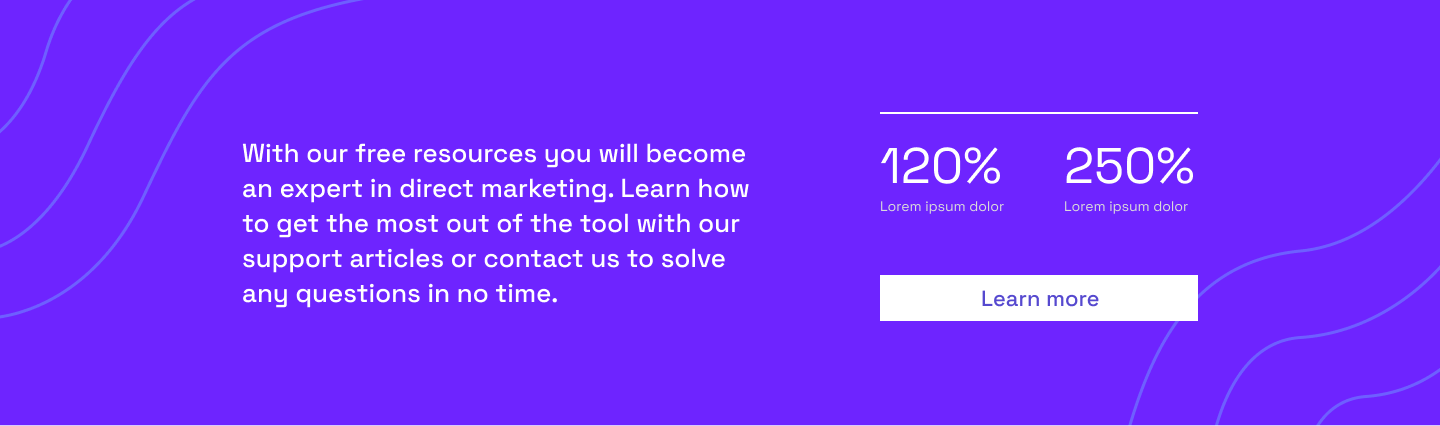 With our free resources you will become
an expert in direct marketing. Learn how
to get the most out of the tool with our
support articles or contact us to solve
any questions in no time.
120%
Lorem ipsum dolor
250%
Lorem ipsum dolor
Learn more